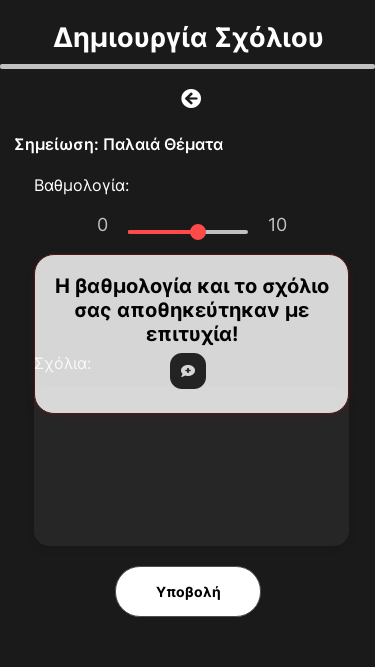 Δημιουργία Σχόλιου
Σημείωση: Παλαιά Θέματα
Βαθμολογία:
0 10
Η βαθμολογία και το σχόλιο
σας αποθηκεύτηκαν με
επιτυχία!
Σχόλια:
Υποβολή